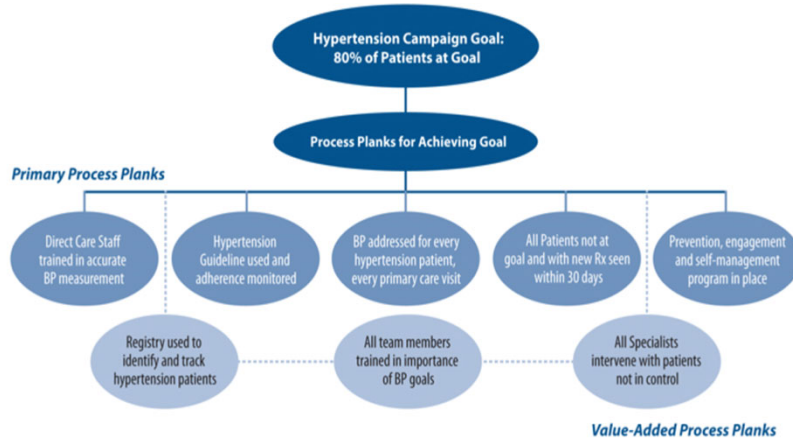 Hypertension Campaign Goal:
80% of Patients at Goal
Process Planks for Achieving Goal
Primary Process Planks
Direct Care Staff
trained in accurate
BP measurement
Hypertension
Guideline used and
adherence monitored
BP addressed for every
hypertension patient,
every primary care visit
All Patients not at
goal and with new Rx seen
within 30 days
Prevention, engagement
and self-management
program in place
Registry used to
identify and track
hypertension patients
All team members
trained in importance
of BP goals
All Specialists
intervene with patients
not in control
Value-Added Process Planks